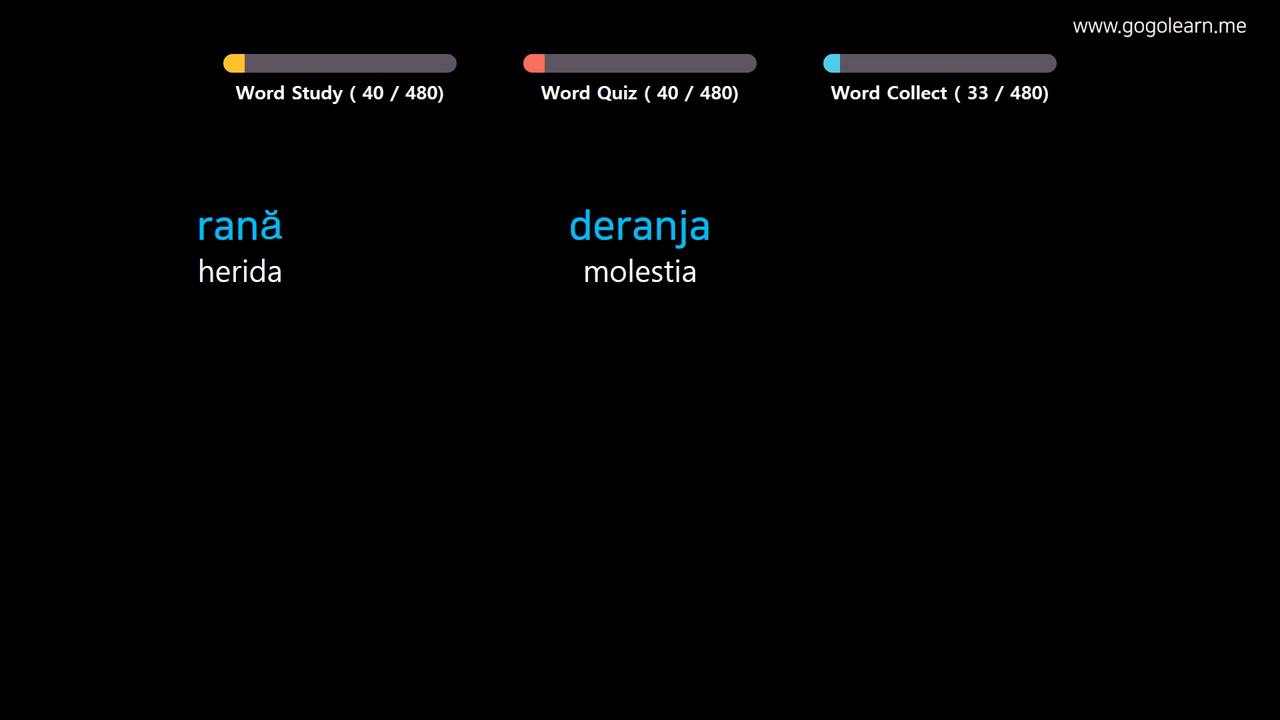 www.gogolearn.me
Word Study ( 40 / 480)
Word Quiz ( 40 / 480)
Word Collect ( 33 / 480)
rană
herida
deranja
molestia